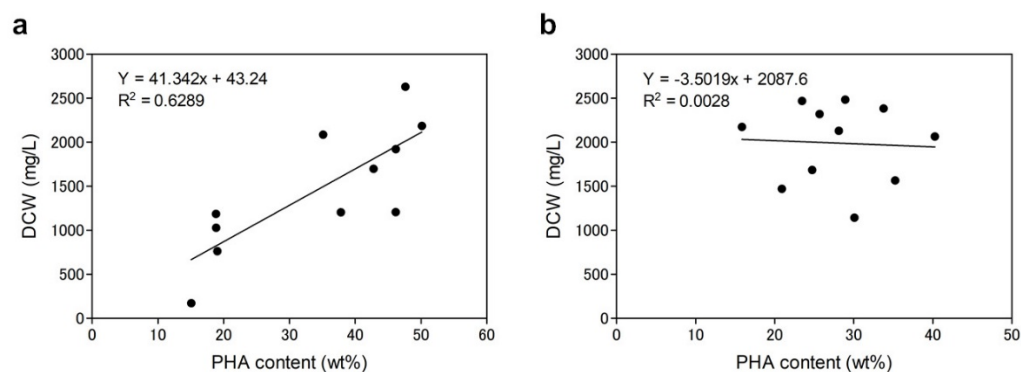 a
3000
2500
2000
1500
1000
500
0
DCW (mg/L)
Y = 41.342x + 43.24
R² = 0.6289
0 10 20 30 40 50 60
PHA content (wt%)
b
3000
2500
2000
1500
1000
500
0
DCW (mg/L)
Y = -3.5019x + 2087.6
R² = 0.0028
0 10 20 30 40 50
PHA content (wt%)